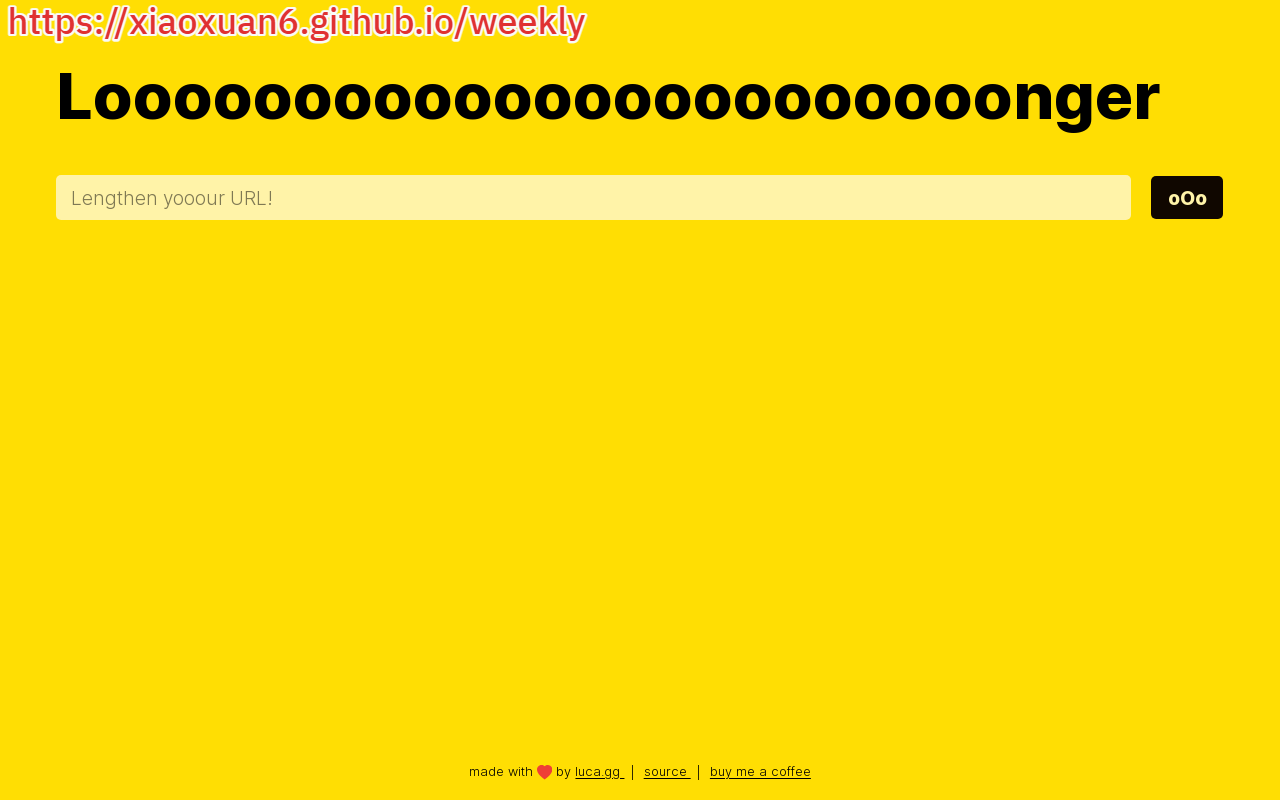 https://xiaoxuan6.github.io/weekly
Looooooooooooooooooooooonger
Lengthen yooour URL!
oOo
made with ❤️ by luca.gg | source | buy me a coffee